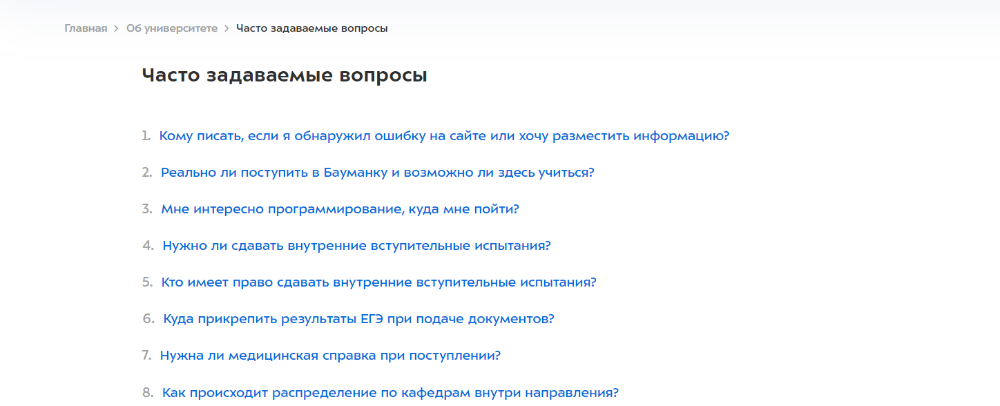 Главная > Об университете > Часто задаваемые вопросы
Часто задаваемые вопросы
1. Кому писать, если я обнаружил ошибку на сайте или хочу разместить информацию?
2. Реально ли поступить в Бауманку и возможно ли здесь учиться?
3. Мне интересно программирование, куда мне пойти?
4. Нужно ли сдавать внутренние вступительные испытания?
5. Кто имеет право сдавать внутренние вступительные испытания?
6. Куда прикрепить результаты ЕГЭ при подаче документов?
7. Нужна ли медицинская справка при поступлении?
8. Как происходит распределение по кафедрам внутри направления?